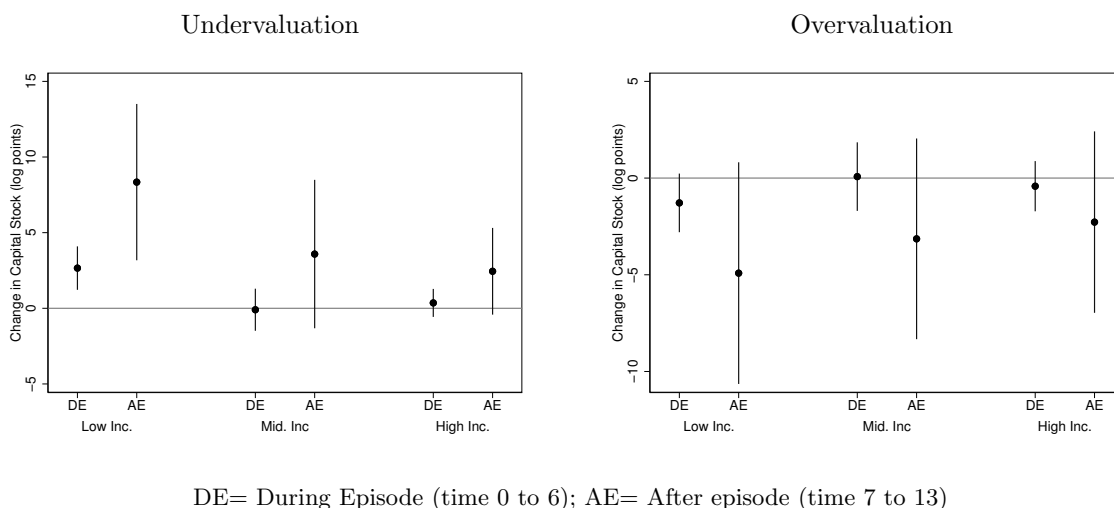 Undervaluation
Overvaluation
Change in Capital Stock (log points)
15
10
5
0
−5
DE AE DE AE DE AE
Low Inc. Mid. Inc High Inc.
Change in Capital Stock (log points)
5
0
−5
−10
DE AE DE AE DE AE
Low Inc. Mid. Inc High Inc.
DE= During Episode (time 0 to 6); AE= After episode (time 7 to 13)